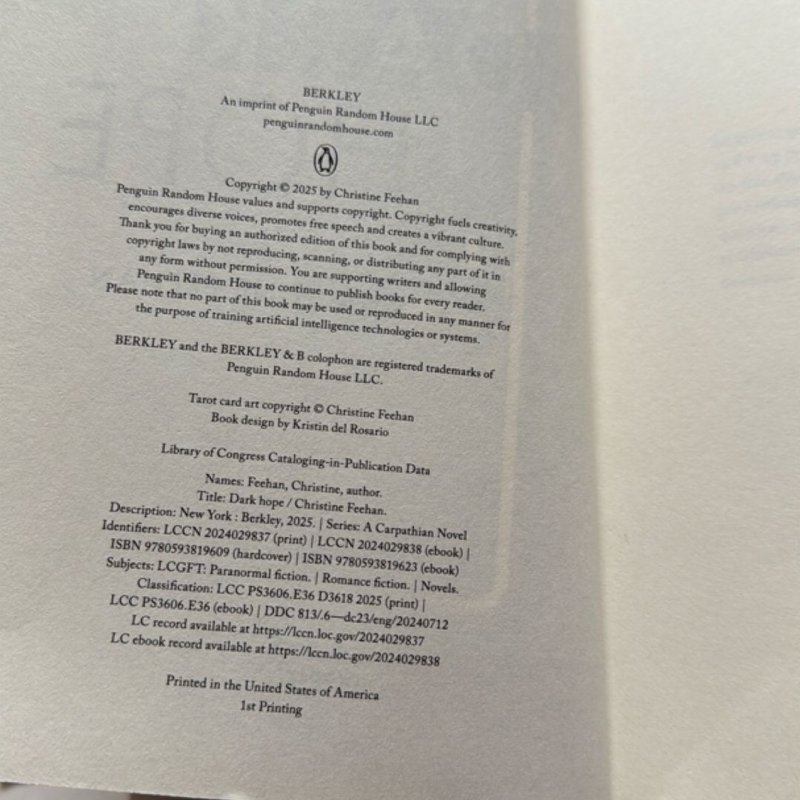 BERKLEY
An imprint of Penguin Random House LLC
penguinrandomhouse.com
Copyright © 2025 by Christine Feehan
Penguin Random House values and supports copyright. Copyright fuels creativity,
encourages diverse voices, promotes free speech and creates a vibrant culture.
Thank you for buying an authorized edition of this book and for complying with
copyright laws by not reproducing, scanning, or distributing any part of it in
any form without permission. You are supporting writers and allowing
Penguin Random House to continue to publish books for every reader.
Please note that no part of this book may be used or reproduced in any manner for
the purpose of training artificial intelligence technologies or systems.
BERKLEY and the BERKLEY & B colophon are registered trademarks of
Penguin Random House LLC.
Tarot card art copyright © Christine Feehan
Book design by Kristin del Rosario
Library of Congress Cataloging-in-Publication Data
Names: Feehan, Christine, author.
Title: Dark hope / Christine Feehan.
Description: New York : Berkley, 2025. | Series: A Carpathian Novel
Identifiers: LCCN 2024029837 (print) | LCCN 2024029838 (ebook) |
ISBN 9780593819609 (hardcover) | ISBN 9780593819623 (ebook)
Subjects: LCGFT: Paranormal fiction. | Romance fiction. | Novels.
Classification: LCC PS3606.E36 D3618 2025 (print) |
LCC PS3606.E36 (ebook) | DDC 813/.6—dc23/eng/20240712
LC record available at https://lccn.loc.gov/2024029837
LC ebook record available at https://lccn.loc.gov/2024029838
Printed in the United States of America
1st Printing